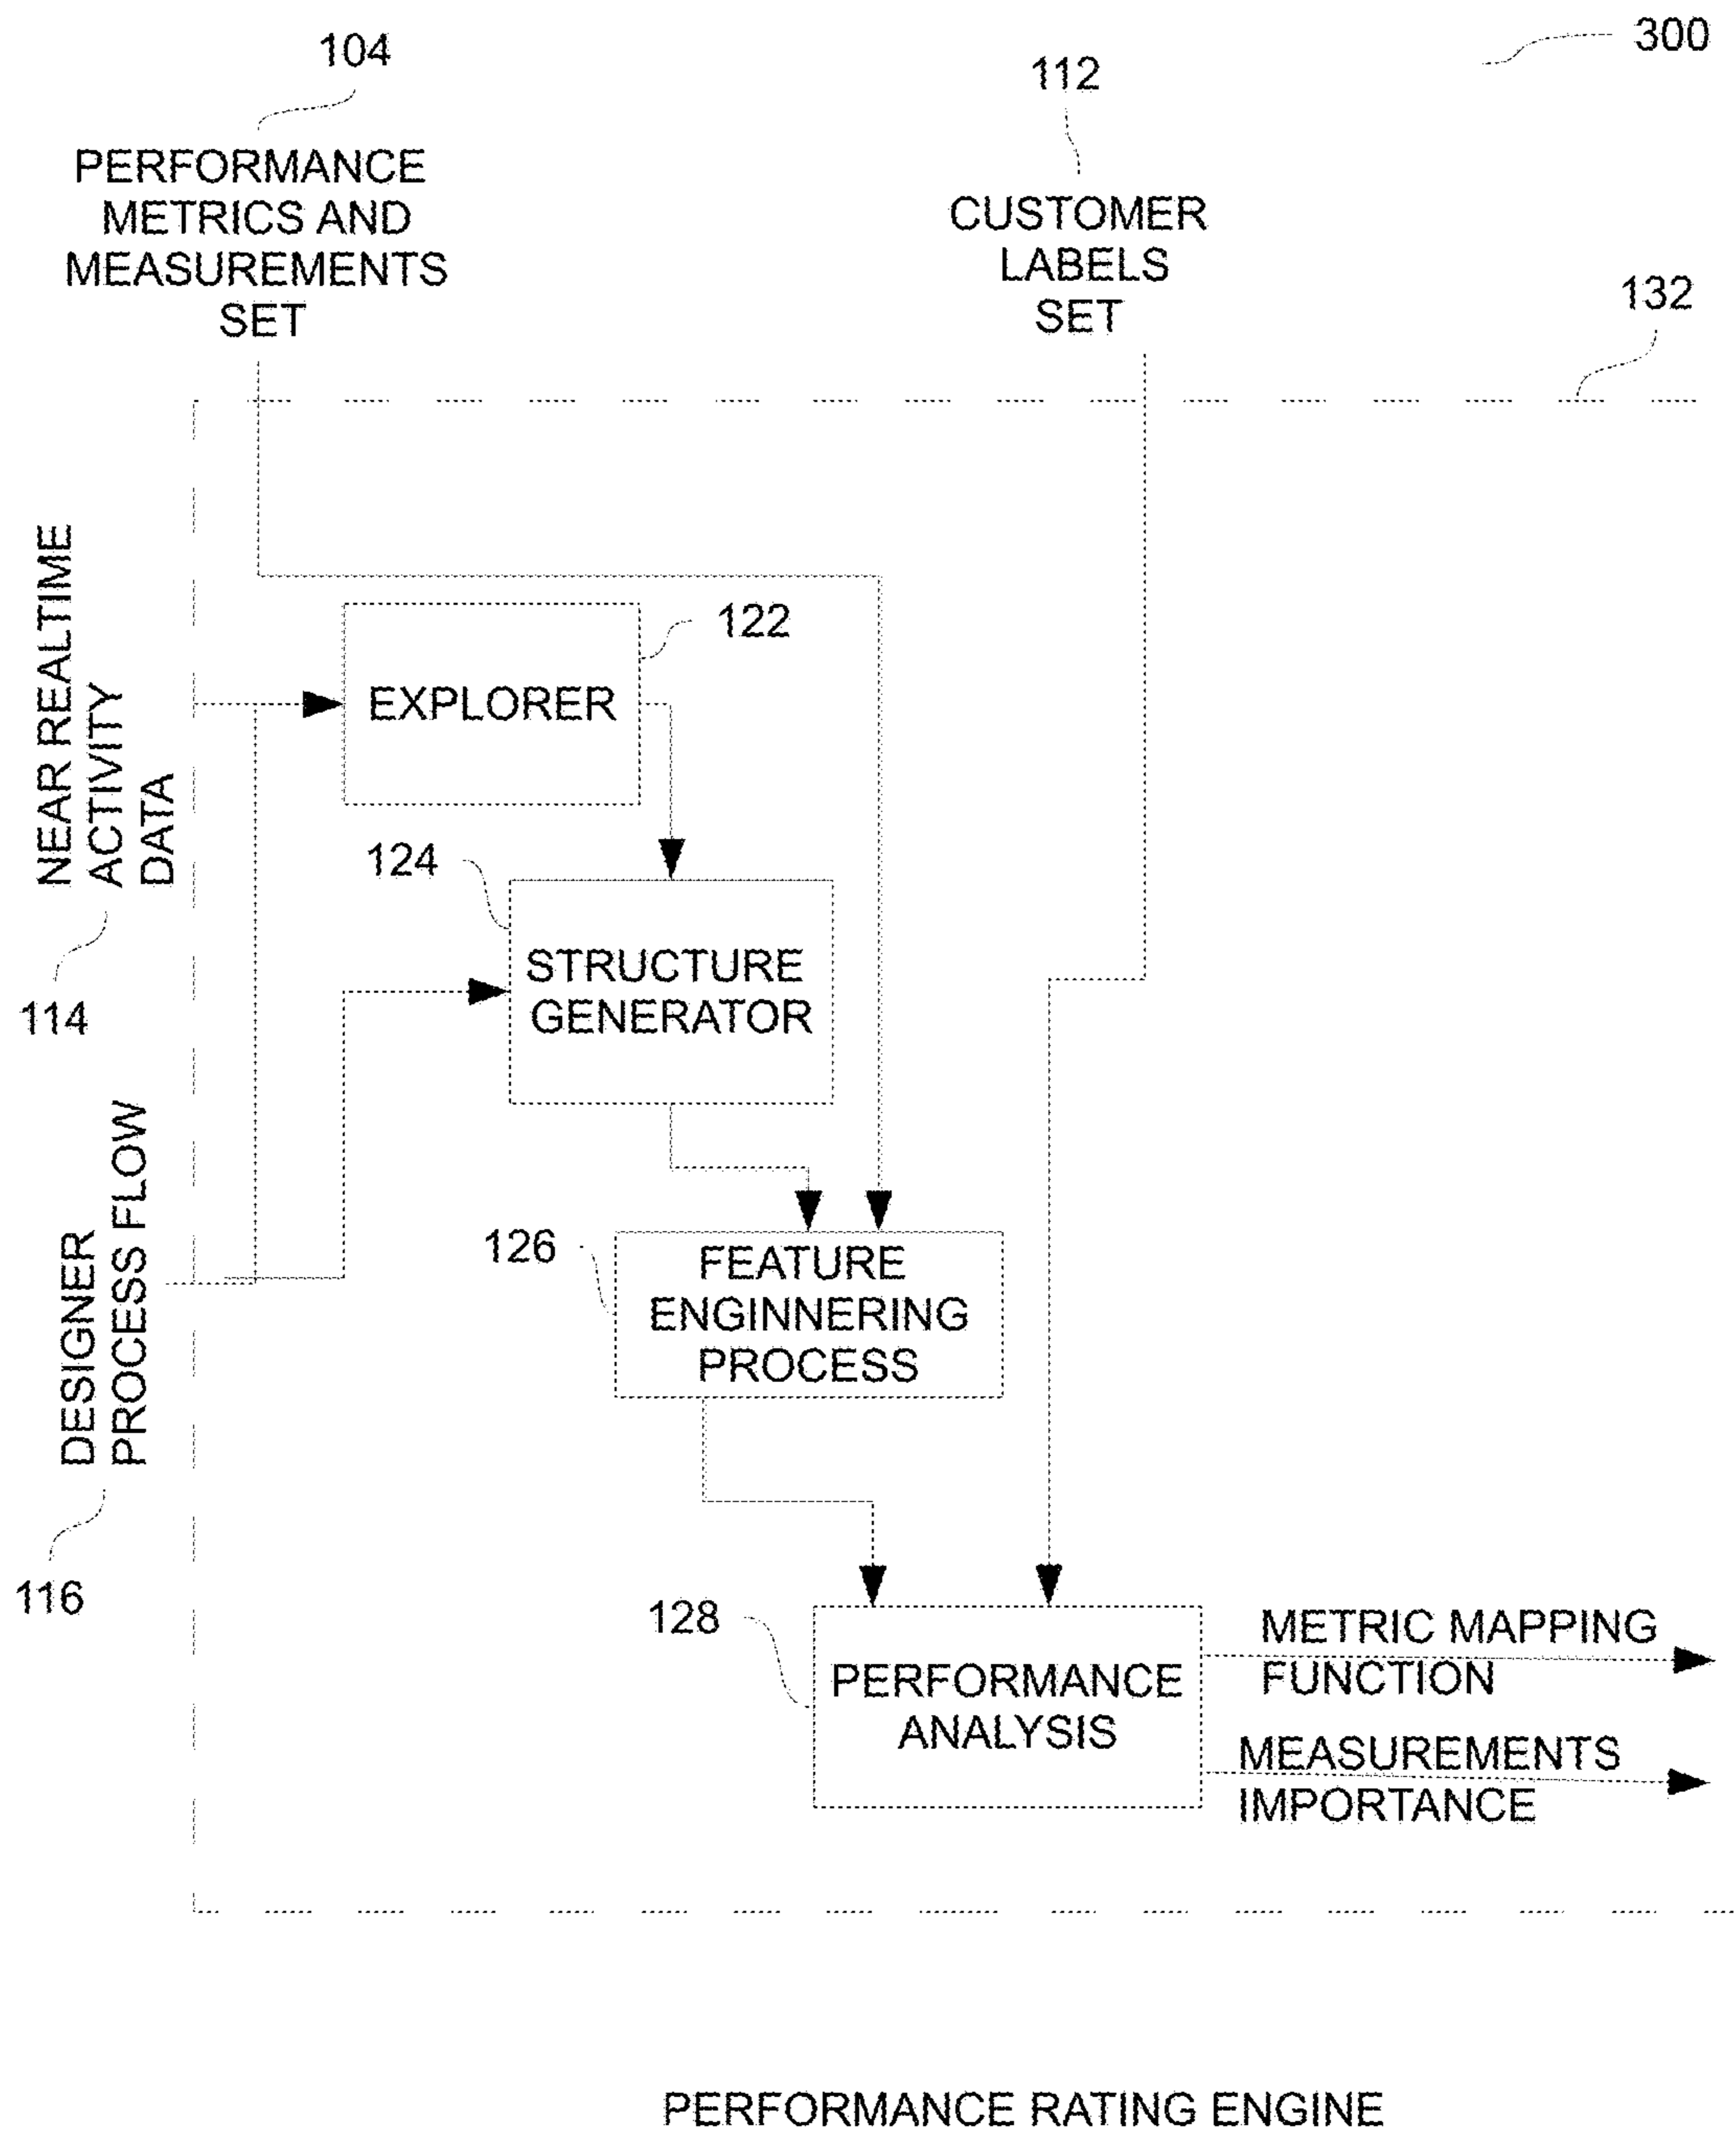 300
104
PERFORMANCE
METRICS AND
MEASUREMENTS
SET
112
CUSTOMER
LABELS
SET
132
NEAR REALTIME
ACTIVITY
DATA
114
122
EXPLORER
124
STRUCTURE
GENERATOR
DESIGNER
PROCESS FLOW
116
126
FEATURE
ENGINNERING
PROCESS
128
PERFORMANCE
ANALYSIS
METRIC MAPPING
FUNCTION
MEASUREMENTS
IMPORTANCE
PERFORMANCE RATING ENGINE